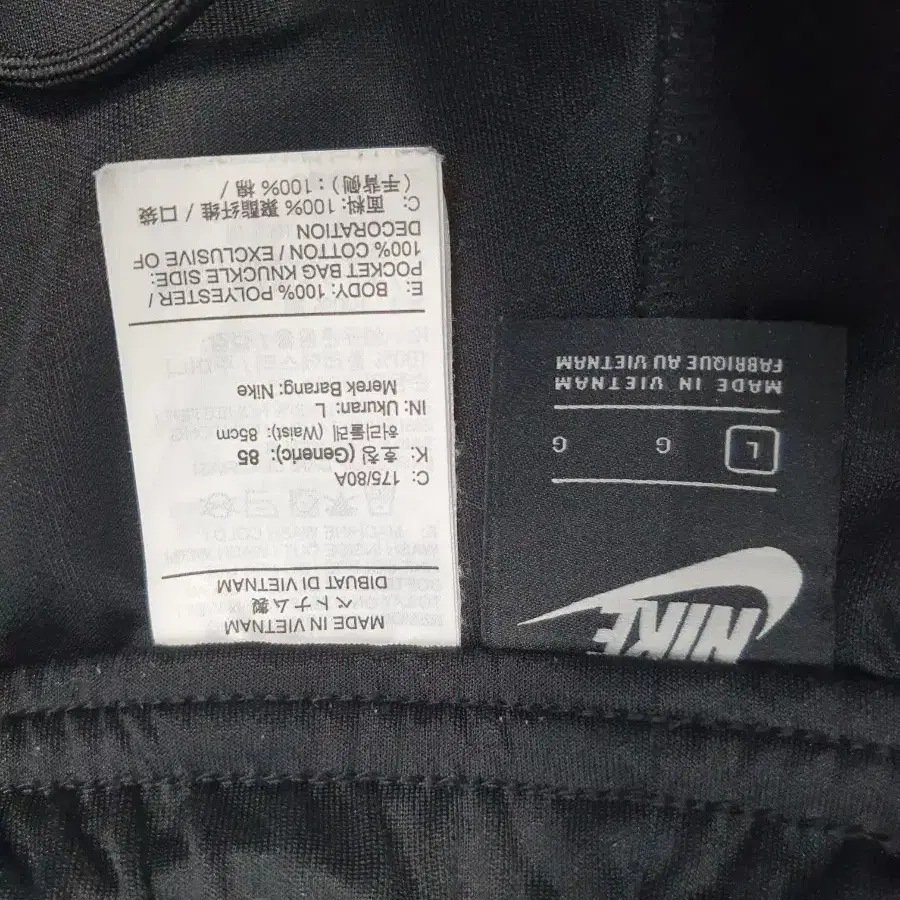 MADE IN VIETNAM
ベトナム製
DIBUAT DI VIETNAM
C: 175/80A
K: 호칭 (Generic): 85
허리둘레 (Waist): 85cm
IN: Ukuran: L
Merek Barang: Nike
E: BODY: 100% POLYESTER /
POCKET BAG KNUCKLE SIDE:
100% COTTON / EXCLUSIVE OF
DECORATION
C: 面料: 100% 聚酯纤维 / 口袋
(手背侧) : 100% 棉 /
NIKE
L G G
MADE IN VIETNAM
FABRIQUÉ AU VIETNAM